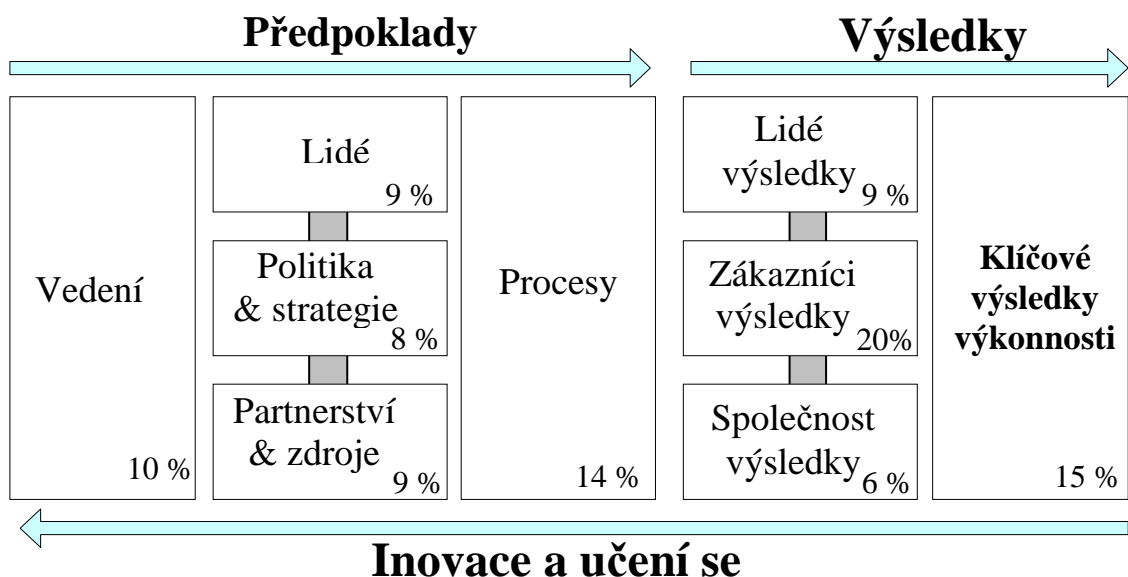 Předpoklady
Výsledky
Vedení
10 %
Lidé
9 %
Politika
& strategie
8 %
Partnerství
& zdroje
9 %
Procesy
14 %
Lidé
výsledky
9 %
Zákazníci
výsledky
20%
Společnost
výsledky
6 %
Klíčové
výsledky
výkonnosti
15 %
Inovace a učení se